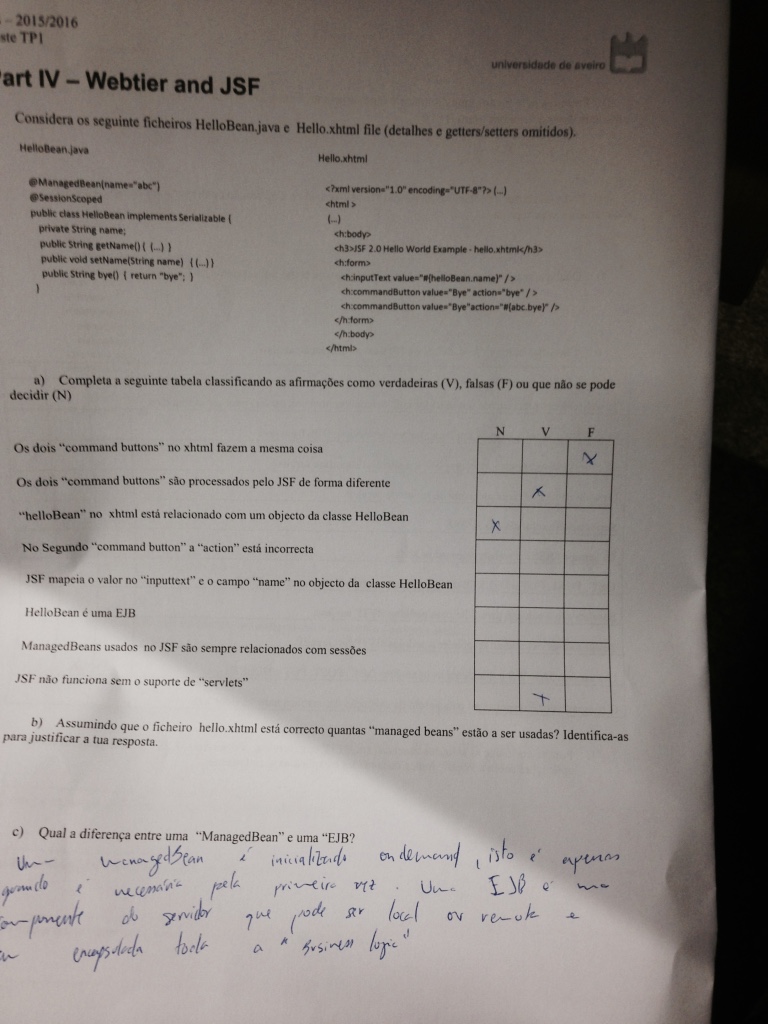 – 2015/2016
ste TP1
universidade de aveiro
art IV – Webtier and JSF
Considera os seguinte ficheiros HelloBean.java e Hello.xhtml file (detalhes e getters/setters omitidos).
HelloBean.java
@ManagedBean(name="abc")
@SessionScoped
public class HelloBean implements Serializable {
private String name;
public String getName() { (...) }
public void setName(String name) { (...)}
public String bye() { return "bye"; }
}
Hello.xhtml
<?xml version="1.0" encoding="UTF-8"?> (...)
<html >
(...)
<h:body>
<h3>JSF 2.0 Hello World Example - hello.xhtml</h3>
<h:form>
<h:inputText value="#{helloBean.name}" />
<h:commandButton value="Bye" action="bye" />
<h:commandButton value="Bye"action="#{abc.bye}" />
</h:form>
</h:body>
</html>
a) Completa a seguinte tabela classificando as afirmações como verdadeiras (V), falsas (F) ou que não se pode
decidir (N)
N V F
Os dois “command buttons” no xhtml fazem a mesma coisa X
Os dois “command buttons” são processados pelo JSF de forma diferente X
“helloBean” no xhtml está relacionado com um objecto da classe HelloBean X
No Segundo “command button” a “action” está incorrecta
JSF mapeia o valor no “inputtext” e o campo “name” no objecto da classe HelloBean
HelloBean é uma EJB
ManagedBeans usados no JSF são sempre relacionados com sessões
JSF não funciona sem o suporte de “servlets” X
b) Assumindo que o ficheiro hello.xhtml está correcto quantas “managed beans” estão a ser usadas? Identifica-as
para justificar a tua resposta.
c) Qual a diferença entre uma “ManagedBean” e uma “EJB?
Um managedBean é inicializado on demand, isto é apenas
quando é necessária pela primeira vez. Uma EJB é uma
componente do servidor que pode ser local ou remota e
encapsulada toda a "Business logic"